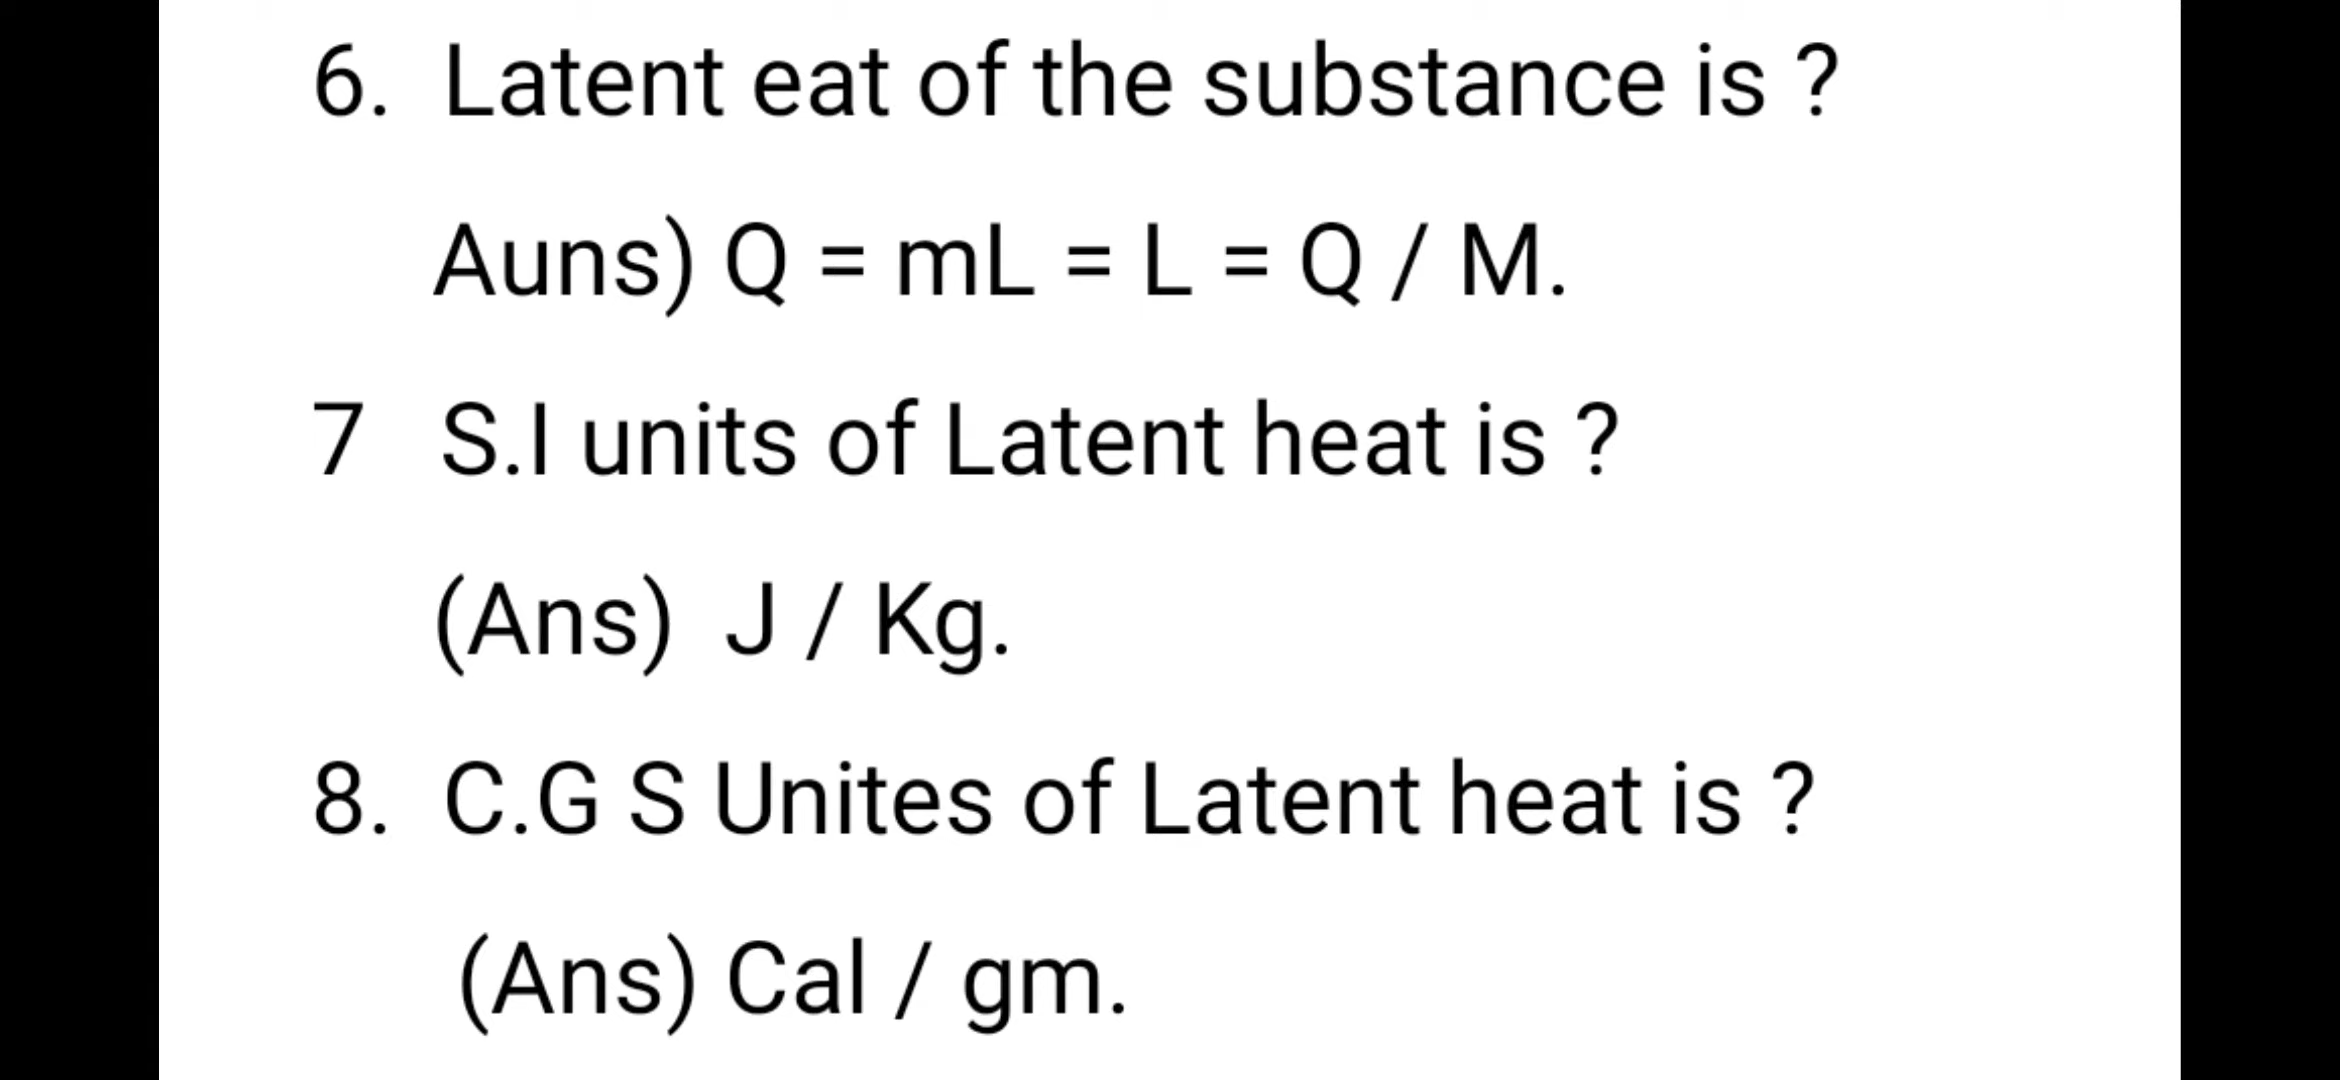 6. Latent eat of the substance is ?
Auns) Q = mL = L = Q / M.
7 S.I units of Latent heat is ?
(Ans) J / Kg.
8. C.G S Unites of Latent heat is ?
(Ans) Cal / gm.